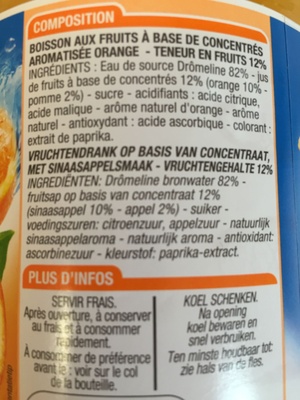 COMPOSITION
BOISSON AUX FRUITS À BASE DE CONCENTRÉS
AROMATISÉE ORANGE - TENEUR EN FRUITS 12%
INGRÉDIENTS : Eau de source Drômeline 82% - jus
de fruits à base de concentrés 12% (orange 10% -
pomme 2%) - sucre - acidifiants : acide citrique,
acide malique - arôme naturel d'orange - arôme
naturel - antioxydant : acide ascorbique - colorant :
extrait de paprika.
VRUCHTENDRANK OP BASIS VAN CONCENTRAAT,
MET SINAASAPPELSMAAK - VRUCHTENGEHALTE 12%
INGREDIËNTEN: Drômeline bronwater 82% -
fruitsap op basis van concentraat 12%
(sinaasappel 10% - appel 2%) - suiker -
voedingszuren: citroenzuur, appelzuur - natuurlijk
sinaasappelaroma - natuurlijk aroma - antioxidant:
ascorbinezuur - kleurstof: paprika-extract.
PLUS D'INFOS
SERVIR FRAIS.
Après ouverture, à conserver
au frais et à consommer
rapidement.
À consommer de préférence
avant le : voir sur le col
de la bouteille.
KOEL SCHENKEN.
Na opening
koel bewaren en
snel verbruiken.
Ten minste houdbaar tot:
zie hals van de fles.